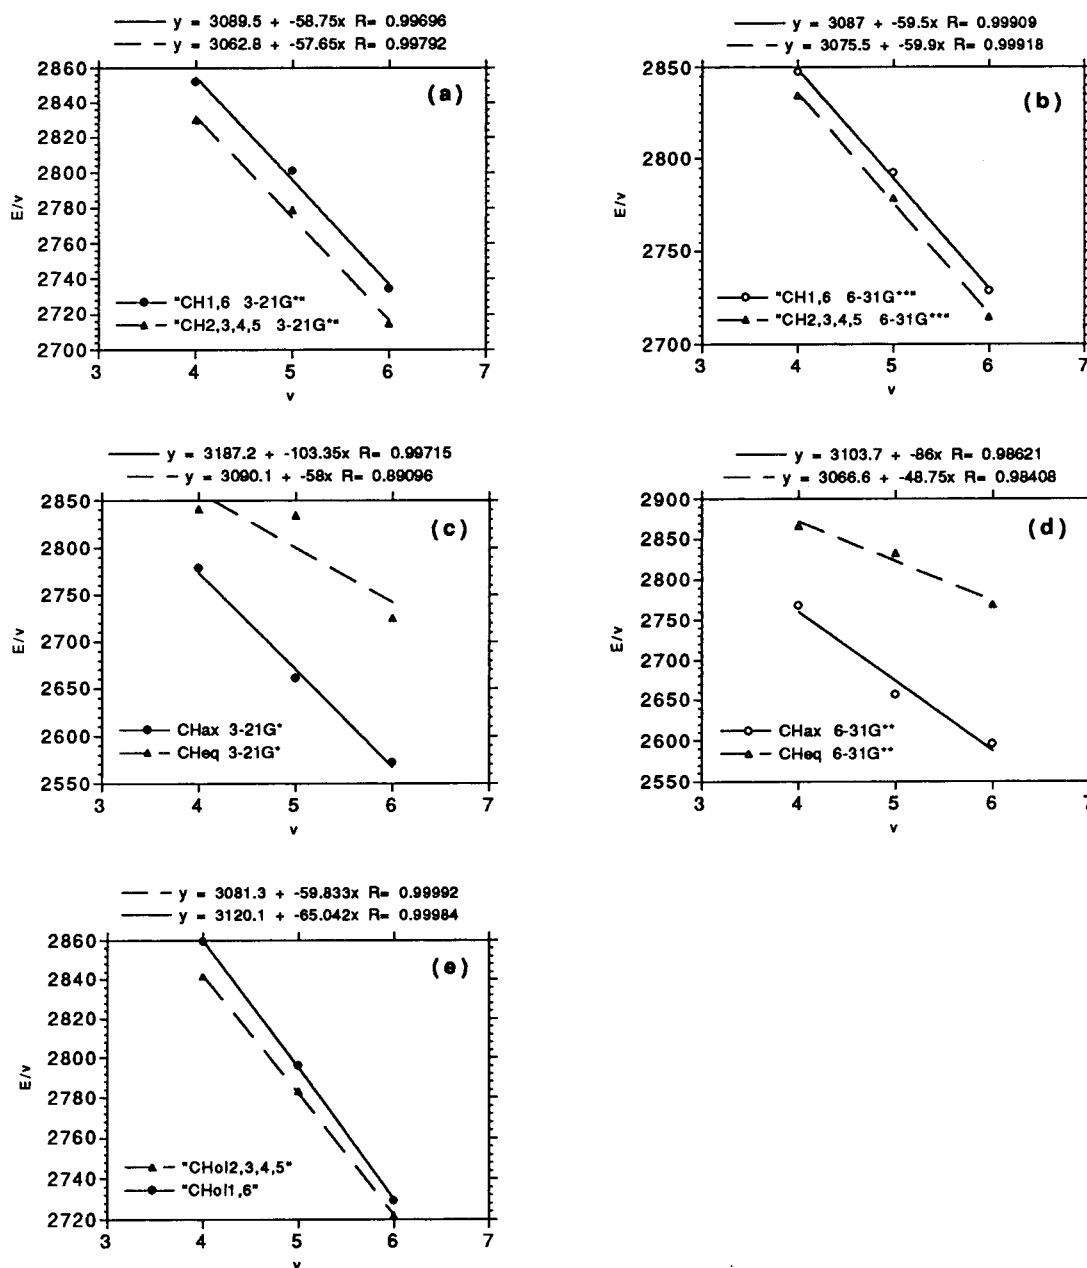 y = 3089.5 + -58.75x R= 0.99696
y = 3062.8 + -57.65x R= 0.99792
2860
2840
2820
2800
2780
2760
2740
2720
2700
E/v
(a)
"CH1,6 3-21G*"
"CH2,3,4,5 3-21G*"
3 4 5 6 7
v
y = 3087 + -59.5x R= 0.99909
y = 3075.5 + -59.9x R= 0.99918
2850
2800
2750
2700
E/v
(b)
"CH1,6 6-31G**"
"CH2,3,4,5 6-31G**"
3 4 5 6 7
v
y = 3187.2 + -103.35x R= 0.99715
y = 3090.1 + -58x R= 0.89096
2850
2800
2750
2700
2650
2600
2550
E/v
(c)
CHax 3-21G*
CHeq 3-21G*
3 4 5 6 7
v
y = 3103.7 + -86x R= 0.98621
y = 3066.6 + -48.75x R= 0.98408
2900
2850
2800
2750
2700
2650
2600
2550
E/v
(d)
CHax 6-31G**
CHeq 6-31G**
3 4 5 6 7
v
y = 3081.3 + -59.833x R= 0.99992
y = 3120.1 + -65.042x R= 0.99984
2860
2840
2820
2800
2780
2760
2740
2720
E/v
(e)
"CHol2,3,4,5"
"CHol1,6"
3 4 5 6 7
v